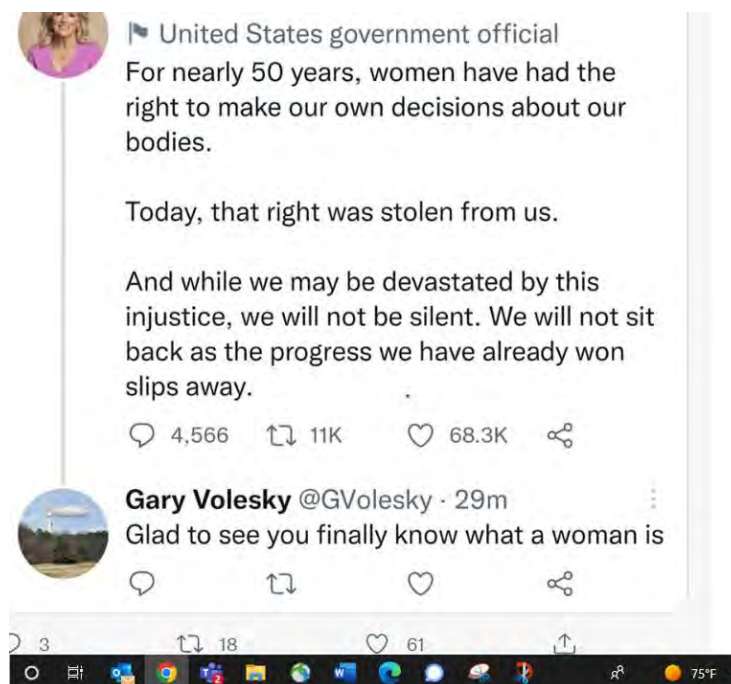 United States government official
For nearly 50 years, women have had the
right to make our own decisions about our
bodies.
Today, that right was stolen from us.
And while we may be devastated by this
injustice, we will not be silent. We will not sit
back as the progress we have already won
slips away.
4,566 11K 68.3K
Gary Volesky @GVolesky · 29m
Glad to see you finally know what a woman is
3 18 61
75°F